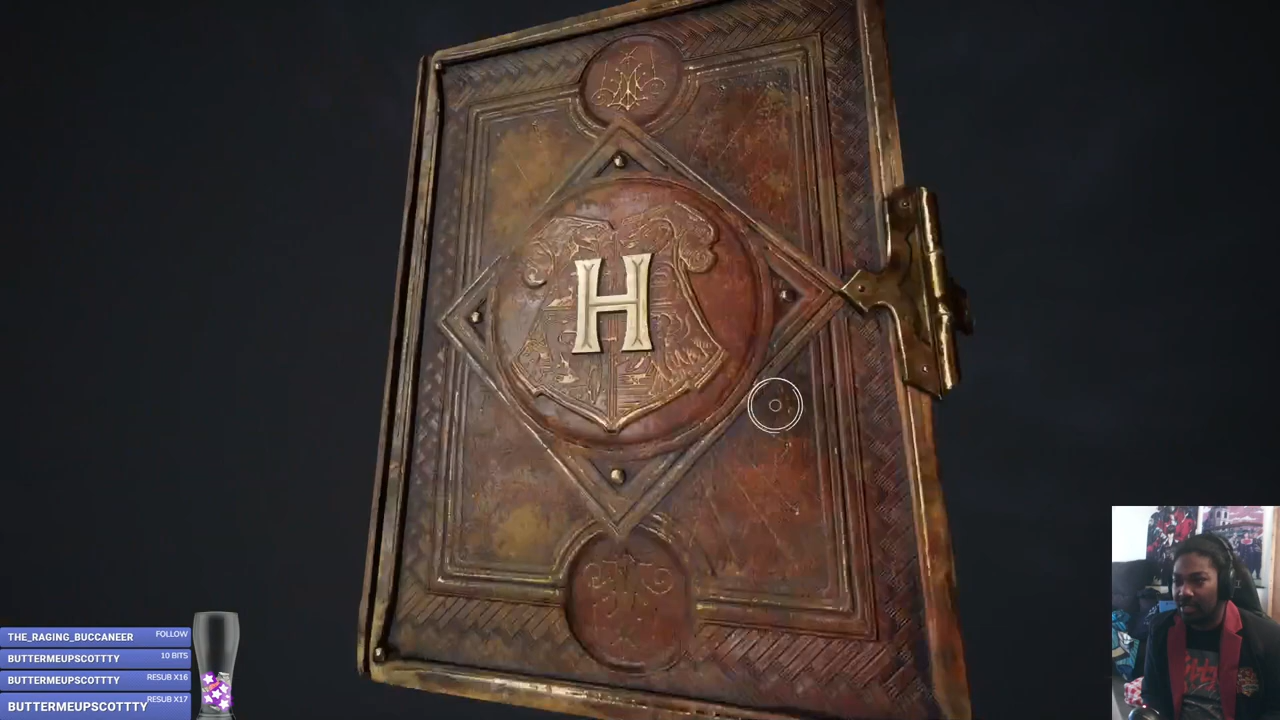 H
THE_RAGING_BUCCANEER FOLLOW
BUTTERMEUPSCOTTTY 10 BITS
BUTTERMEUPSCOTTTY RESUB X16
BUTTERMEUPSCOTTTY RESUB X17